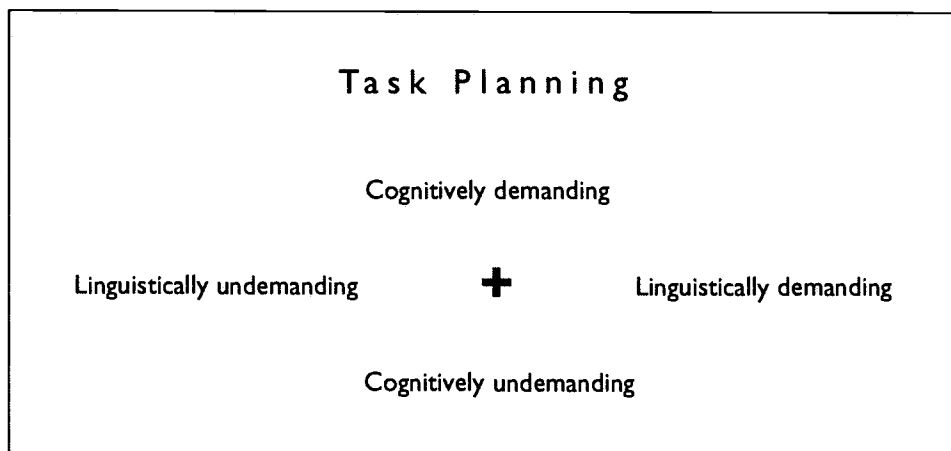 Task Planning
Cognitively demanding
Linguistically undemanding + Linguistically demanding
Cognitively undemanding